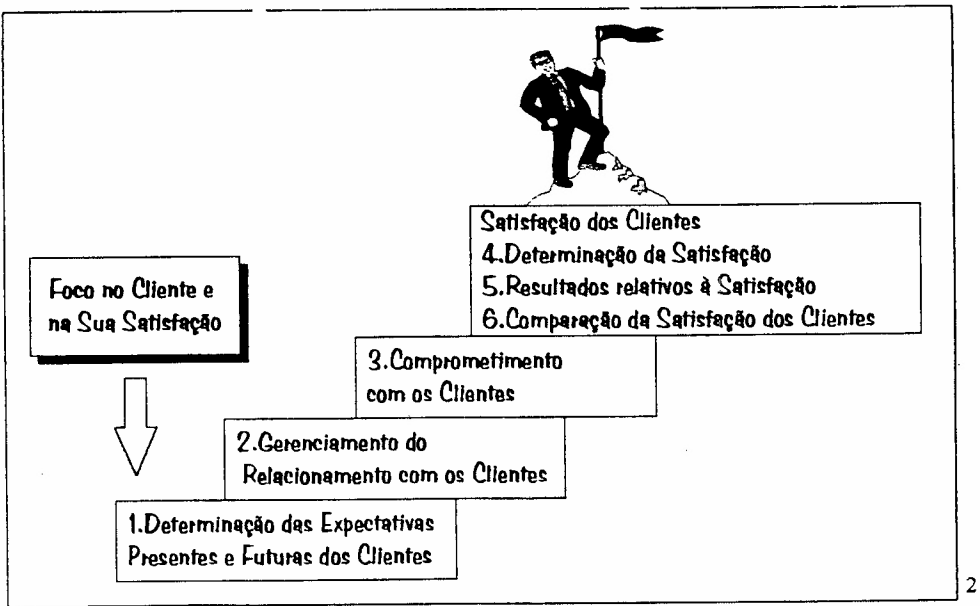 Satisfação dos Clientes
4.Determinação da Satisfação
5.Resultados relativos à Satisfação
6.Comparação da Satisfação dos Clientes
Foco no Cliente e
na Sua Satisfação
3.Comprometimento
com os Clientes
2.Gerenciamento do
Relacionamento com os Clientes
1.Determinação das Expectativas
Presentes e Futuras dos Clientes
2